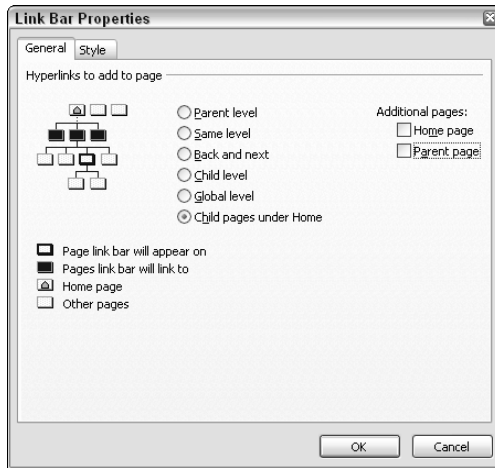 Link Bar Properties
General
Style
Hyperlinks to add to page
Parent level
Same level
Back and next
Child level
Global level
Child pages under Home
Additional pages:
Home page
Parent page
Page link bar will appear on
Pages link bar will link to
Home page
Other pages
OK
Cancel